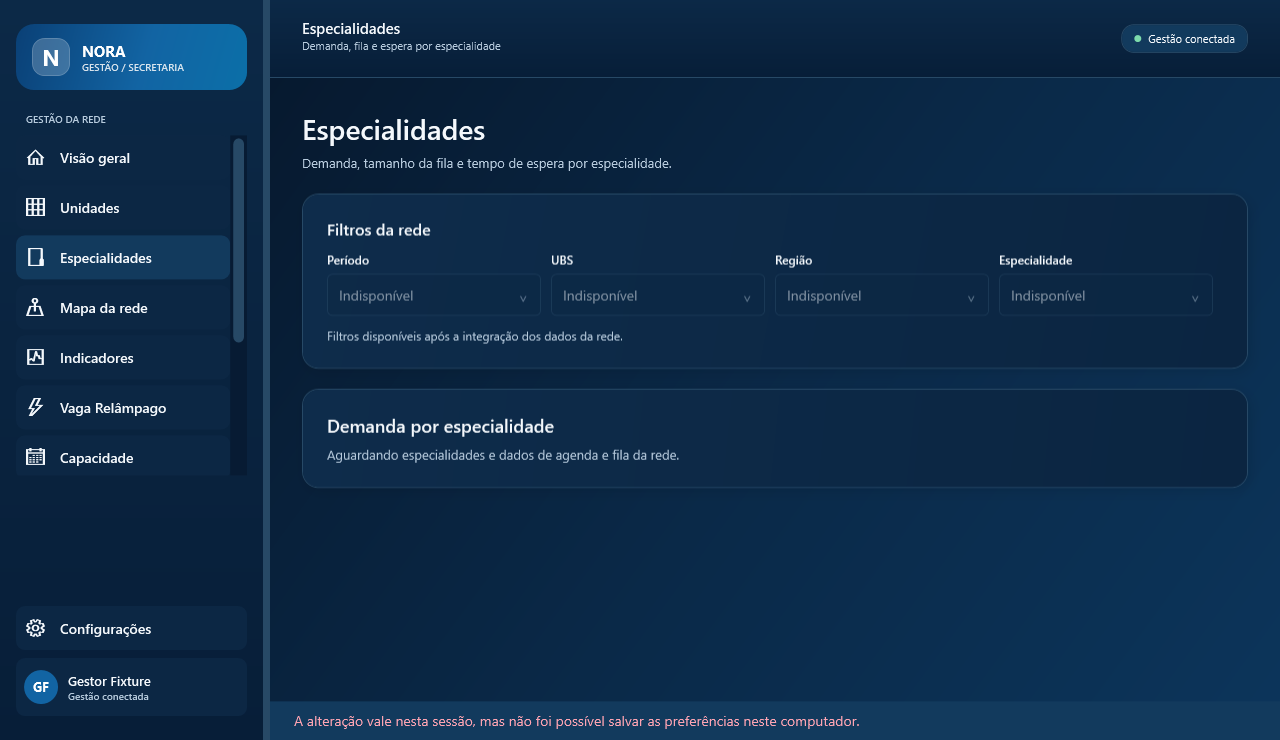 N
NORA
GESTÃO / SECRETARIA
GESTÃO DA REDE
Visão geral
Unidades
Especialidades
Mapa da rede
Indicadores
Vaga Relâmpago
Capacidade
Configurações
GF
Gestor Fixture
Gestão conectada
Especialidades
Demanda, fila e espera por especialidade
Gestão conectada
Especialidades
Demanda, tamanho da fila e tempo de espera por especialidade.
Filtros da rede
Período UBS Região Especialidade
Indisponível Indisponível Indisponível Indisponível
Filtros disponíveis após a integração dos dados da rede.
Demanda por especialidade
Aguardando especialidades e dados de agenda e fila da rede.
A alteração vale nesta sessão, mas não foi possível salvar as preferências neste computador.